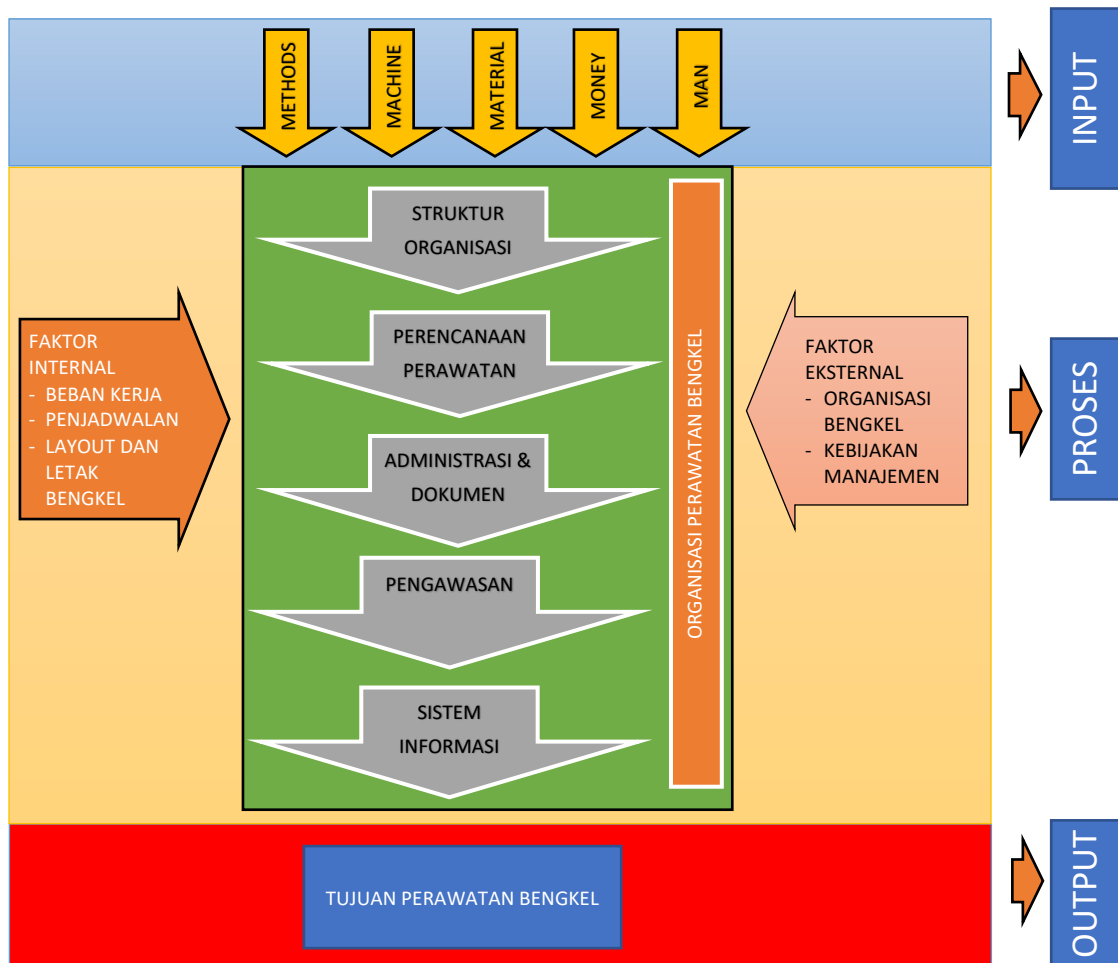 METHODS
MACHINE
MATERIAL
MONEY
MAN
INPUT
STRUKTUR
ORGANISASI
PERENCANAAN
PERAWATAN
ADMINISTRASI &
DOKUMEN
PENGAWASAN
SISTEM
INFORMASI
ORGANISASI PERAWATAN BENGKEL
FAKTOR
INTERNAL
- BEBAN KERJA
- PENJADWALAN
- LAYOUT DAN
LETAK
BENGKEL
FAKTOR
EKSTERNAL
- ORGANISASI
BENGKEL
- KEBIJAKAN
MANAJEMEN
PROSES
TUJUAN PERAWATAN BENGKEL
OUTPUT